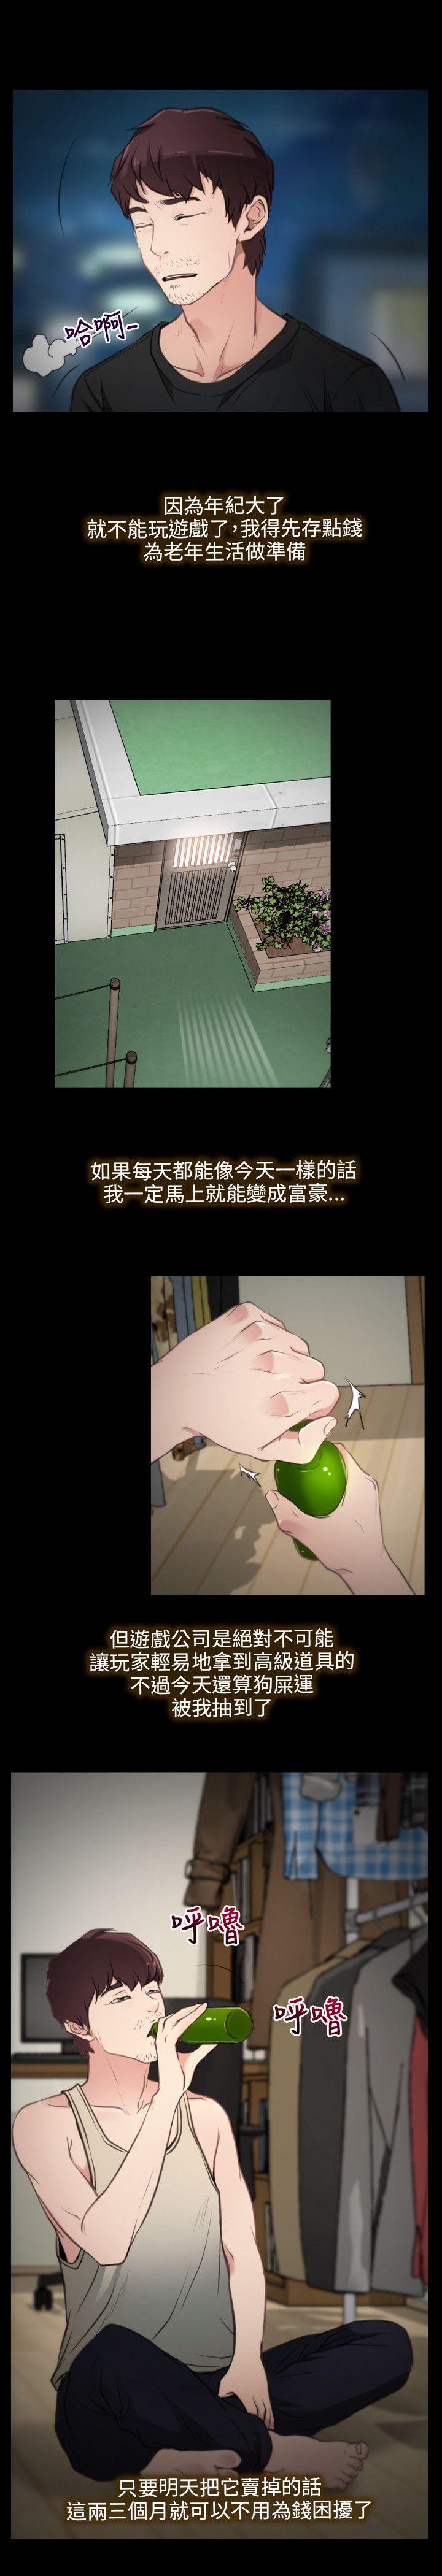 哈啊~
因為年紀大了
就不能玩遊戲了,我得先存點錢
為老年生活做準備
如果每天都能像今天一樣的話
我一定馬上就能變成富豪...
但遊戲公司是絕對不可能
讓玩家輕易地拿到高級道具的
不過今天還算狗屎運
被我抽到了
呼嚕
呼嚕
只要明天把它賣掉的話
這兩三個月就可以不用為錢困擾了